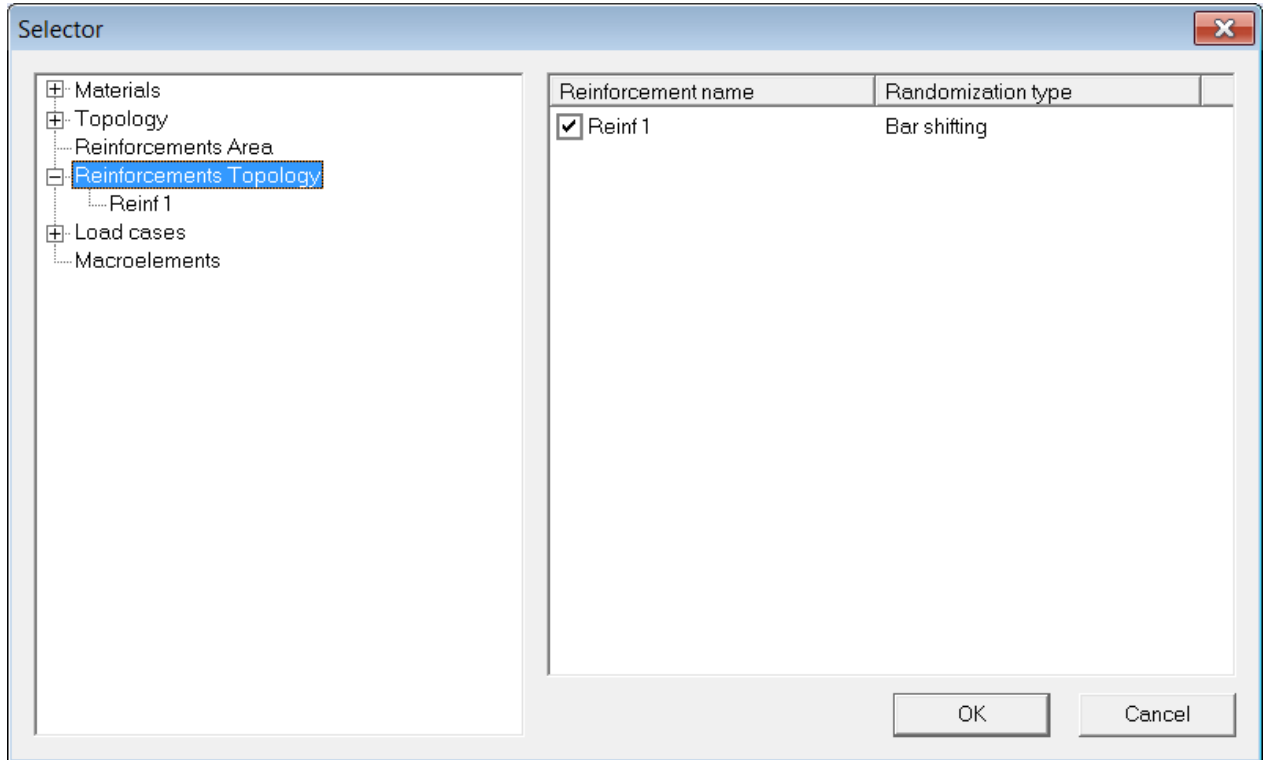 Selector
Materials
Topology
Reinforcements Area
Reinforcements Topology
Reinf 1
Load cases
Macroelements
Reinforcement name Randomization type
Reinf 1 Bar shifting
OK Cancel